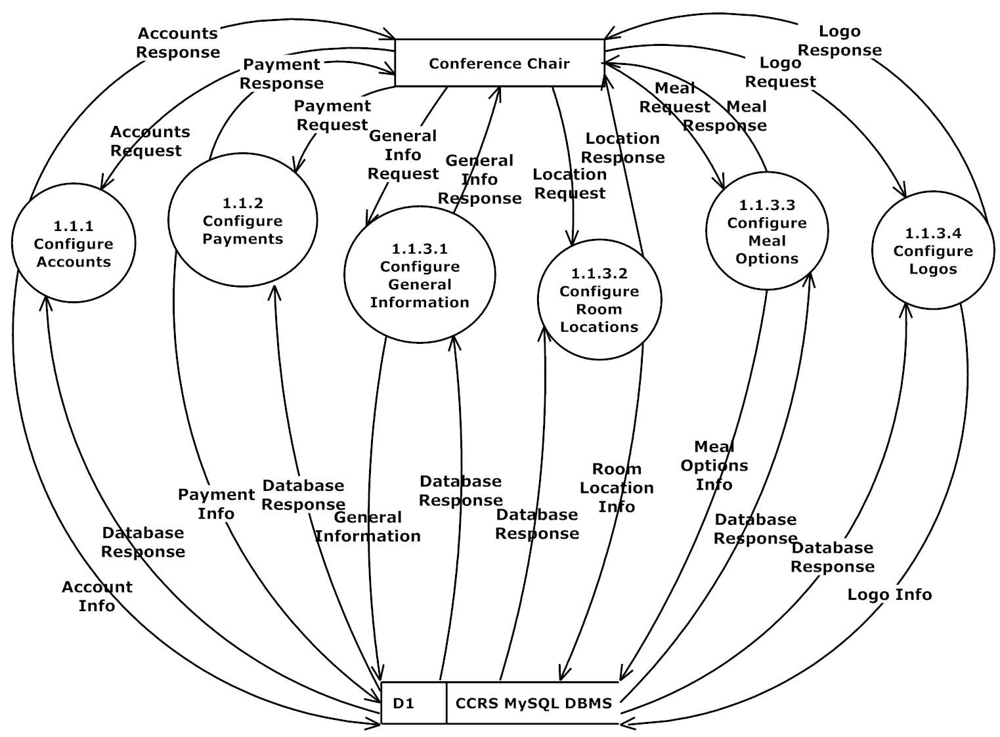 Accounts
Response
Logo
Response
Conference Chair
Payment
Response
Logo
Request
Meal
Request
Meal
Response
Payment
Request
Accounts
Request
General
Info
Request
General
Info
Response
Location
Response
Location
Request
1.1.1
Configure
Accounts
1.1.2
Configure
Payments
1.1.3.1
Configure
General
Information
1.1.3.2
Configure
Room
Locations
1.1.3.3
Configure
Meal
Options
1.1.3.4
Configure
Logos
Payment
Info
Database
Response
General
Information
Database
Response
Database
Response
Room
Location
Info
Meal
Options
Info
Database
Response
Database
Response
Database
Response
Account
Info
Logo Info
D1
CCRS MySQL DBMS